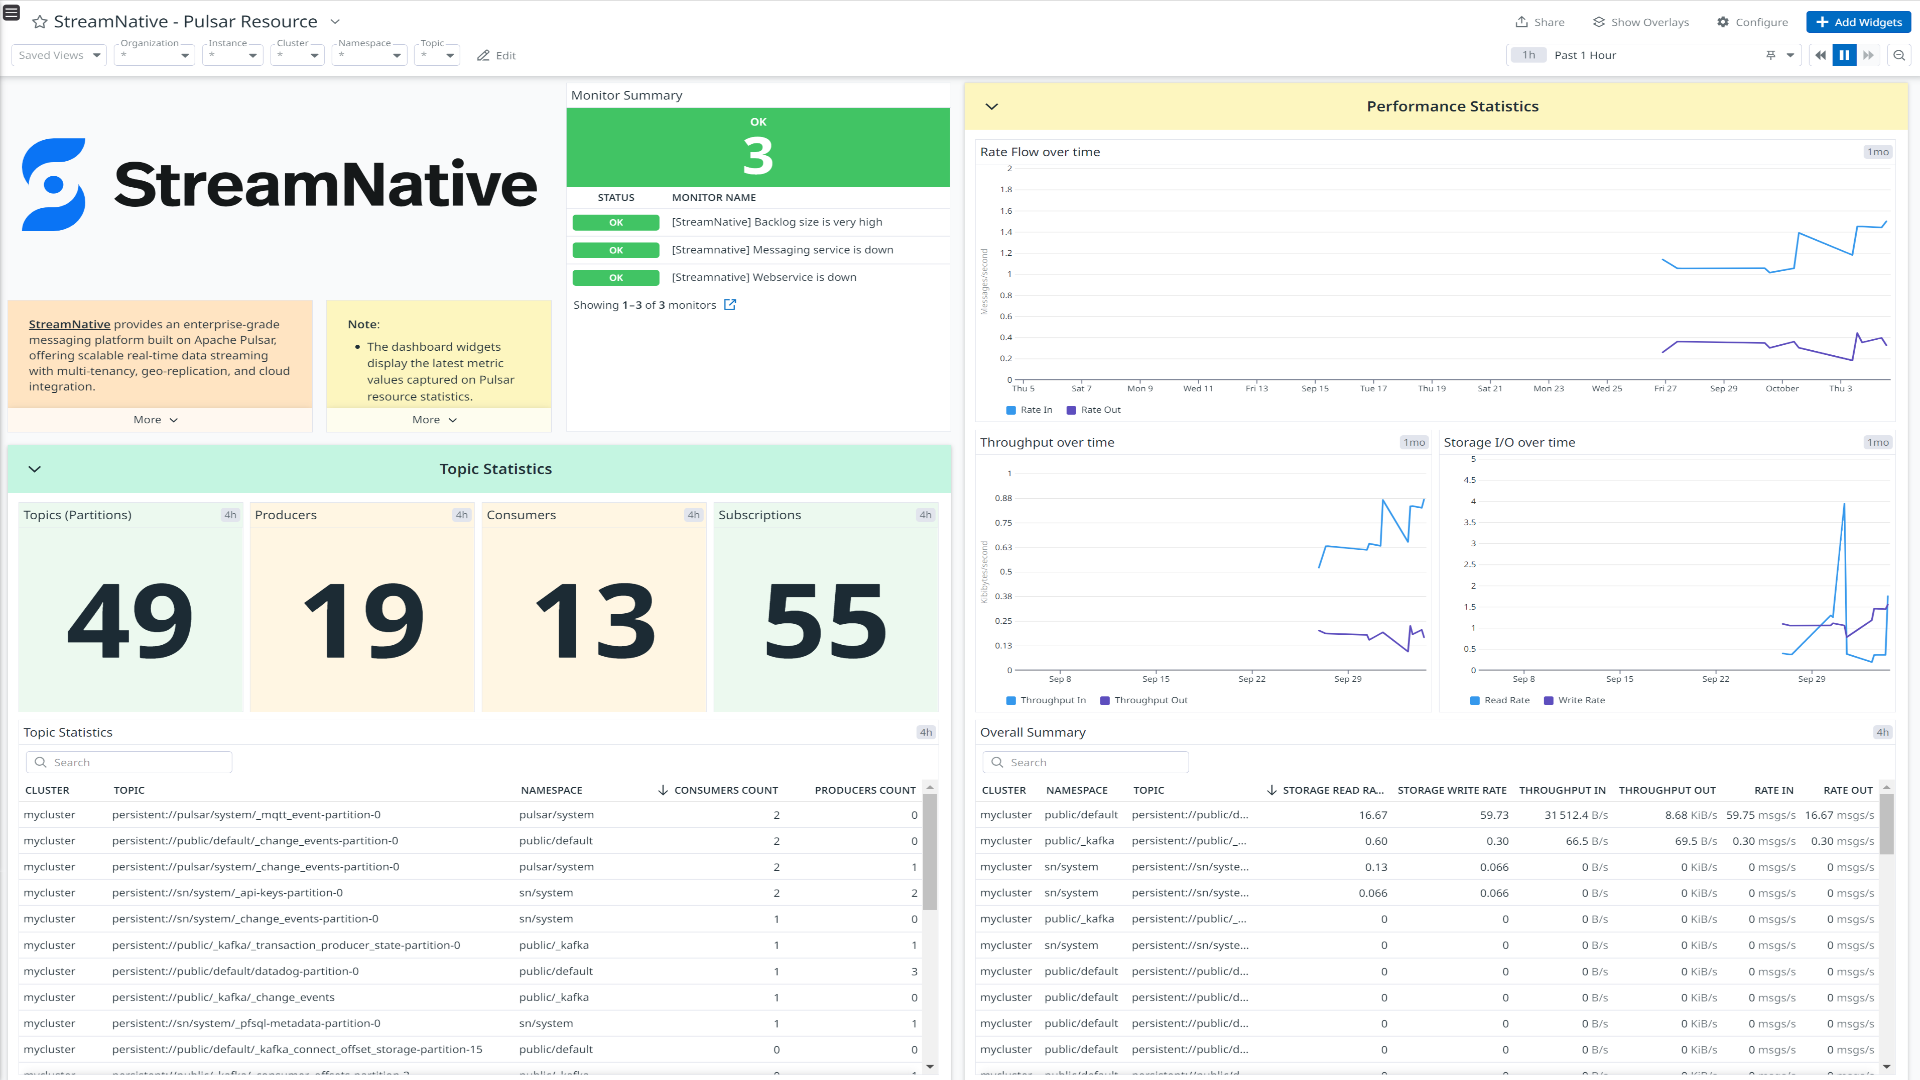 StreamNative - Pulsar Resource
Share
Show Overlays
Configure
Add Widgets
Saved Views
Organization
*
Instance
*
Cluster
*
Namespace
*
Topic
*
Edit
1h Past 1 Hour
StreamNative
StreamNative provides an enterprise-grade
messaging platform built on Apache Pulsar,
offering scalable real-time data streaming
with multi-tenancy, geo-replication, and cloud
integration.
More
Note:
• The dashboard widgets
display the latest metric
values captured on Pulsar
resource statistics.
More
Monitor Summary
OK
3
STATUS MONITOR NAME
OK [StreamNative] Backlog size is very high
OK [Streamnative] Messaging service is down
OK [Streamnative] Webservice is down
Showing 1–3 of 3 monitors
Topic Statistics
Topics (Partitions) 4h
49
Producers 4h
19
Consumers 4h
13
Subscriptions 4h
55
Topic Statistics 4h
Search
CLUSTER TOPIC NAMESPACE CONSUMERS COUNT PRODUCERS COUNT
mycluster persistent://pulsar/system/_mqtt_event-partition-0 pulsar/system 2 0
mycluster persistent://public/default/_change_events-partition-0 public/default 2 0
mycluster persistent://pulsar/system/_change_events-partition-0 pulsar/system 2 1
mycluster persistent://sn/system/_api-keys-partition-0 sn/system 2 2
mycluster persistent://sn/system/_change_events-partition-0 sn/system 1 0
mycluster persistent://public/_kafka/_transaction_producer_state-partition-0 public/_kafka 1 1
mycluster persistent://public/default/datadog-partition-0 public/default 1 3
mycluster persistent://public/_kafka/_change_events public/_kafka 1 0
mycluster persistent://sn/system/_pfsql-metadata-partition-0 sn/system 1 1
mycluster persistent://public/default/_kafka_connect_offset_storage-partition-15 public/default 0 0
Performance Statistics
Rate Flow over time 1mo
Messages/second
2
1.8
1.6
1.4
1.2
1
0.8
0.6
0.4
0.2
0
Thu 5 Sat 7 Mon 9 Wed 11 Fri 13 Sep 15 Tue 17 Thu 19 Sat 21 Mon 23 Wed 25 Fri 27 Sep 29 October Thu 3
Rate In Rate Out
Throughput over time 1mo
Kibibytes/second
1
0.88
0.75
0.63
0.5
0.38
0.25
0.13
0
Sep 8 Sep 15 Sep 22 Sep 29
Throughput In Throughput Out
Storage I/O over time 1mo
5
4.5
4
3.5
3
2.5
2
1.5
1
0.5
0
Sep 8 Sep 15 Sep 22 Sep 29
Read Rate Write Rate
Overall Summary 4h
Search
CLUSTER NAMESPACE TOPIC STORAGE READ RA... STORAGE WRITE RATE THROUGHPUT IN THROUGHPUT OUT RATE IN RATE OUT
mycluster public/default persistent://public/d... 16.67 59.73 31 512.4 B/s 8.68 KiB/s 59.75 msgs/s 16.67 msgs/s
mycluster public/_kafka persistent://public/_... 0.60 0.30 66.5 B/s 69.5 B/s 0.30 msgs/s 0.30 msgs/s
mycluster sn/system persistent://sn/syste... 0.13 0.066 0 B/s 0 KiB/s 0 msgs/s 0 msgs/s
mycluster sn/system persistent://sn/syste... 0.066 0.066 0 B/s 0 KiB/s 0 msgs/s 0 msgs/s
mycluster public/_kafka persistent://public/_... 0 0 0 B/s 0 KiB/s 0 msgs/s 0 msgs/s
mycluster sn/system persistent://sn/syste... 0 0 0 B/s 0 KiB/s 0 msgs/s 0 msgs/s
mycluster public/default persistent://public/d... 0 0 0 B/s 0 KiB/s 0 msgs/s 0 msgs/s
mycluster public/default persistent://public/d... 0 0 0 B/s 0 KiB/s 0 msgs/s 0 msgs/s
mycluster public/default persistent://public/d... 0 0 0 B/s 0 KiB/s 0 msgs/s 0 msgs/s
mycluster public/default persistent://public/d... 0 0 0 B/s 0 KiB/s 0 msgs/s 0 msgs/s